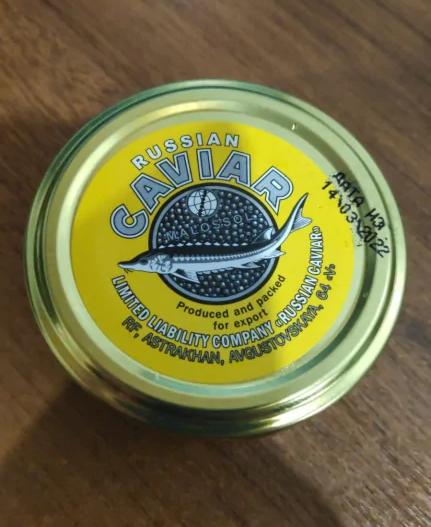 RUSSIAN
CAVIAR
MALOSSOL
Produced and packed
for export
LIMITED LIABILITY COMPANY «RUSSIAN CAVIAR»
RF, ASTRAKHAN, AVGUSTOVSKAYA, 64 «V»
ДАТА ИЗ
14\03\2022